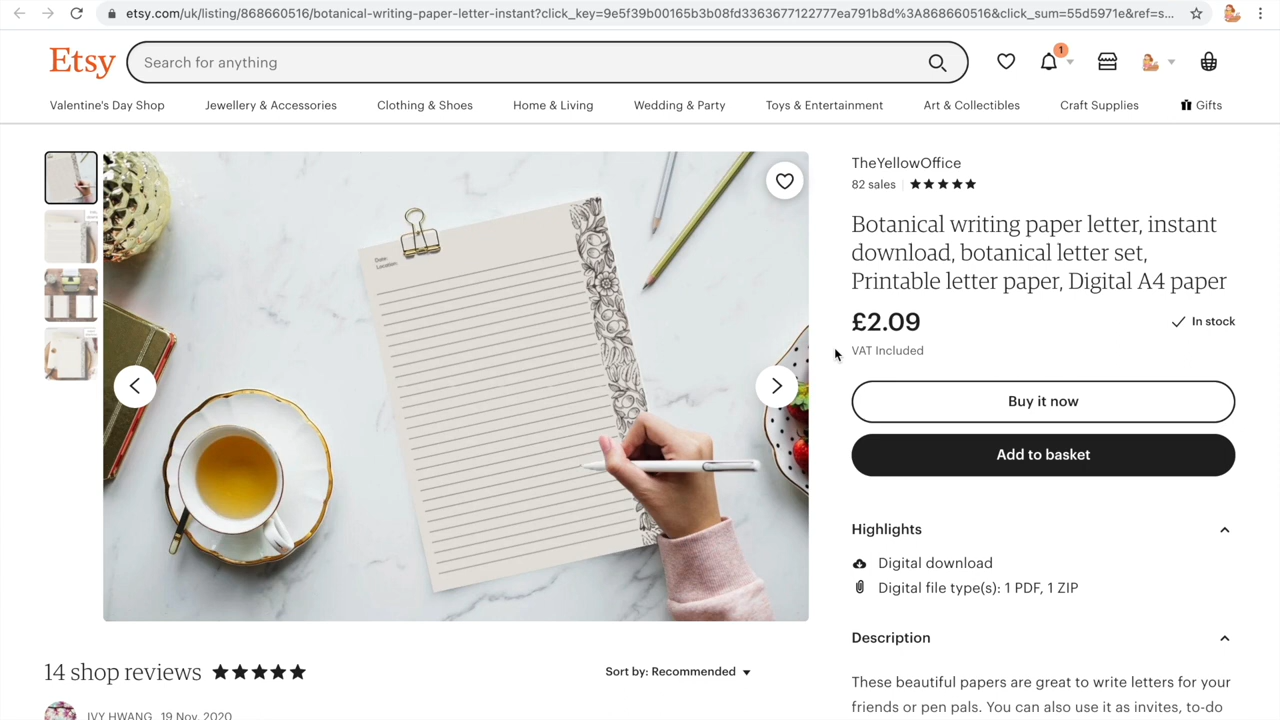 etsy.com/uk/listing/868660516/botanical-writing-paper-letter-instant?click_key=9e5f39b00165b3b08fd3363677122777ea791b8d%3A868660516&click_sum=55d5971e&ref=s...
Etsy
Search for anything
1
Valentine's Day Shop
Jewellery & Accessories
Clothing & Shoes
Home & Living
Wedding & Party
Toys & Entertainment
Art & Collectibles
Craft Supplies
Gifts
Date:
Location:
TheYellowOffice
82 sales
Botanical writing paper letter, instant
download, botanical letter set,
Printable letter paper, Digital A4 paper
£2.09
In stock
VAT Included
Buy it now
Add to basket
Highlights
Digital download
Digital file type(s): 1 PDF, 1 ZIP
Description
These beautiful papers are great to write letters for your
friends or pen pals. You can also use it as invites, to-do
14 shop reviews
Sort by: Recommended
IVY HWANG 19 Nov, 2020